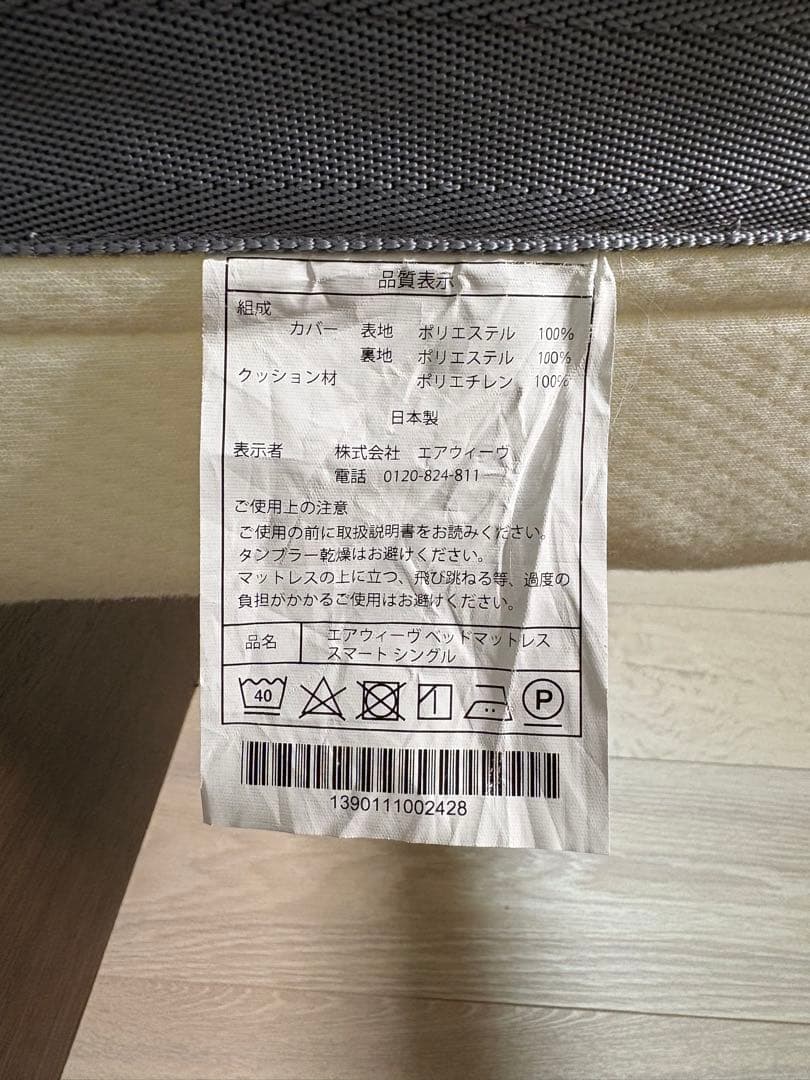 品質表示
組成
カバー 表地 ポリエステル 100%
裏地 ポリエステル 100%
クッション材 ポリエチレン 100%
日本製
表示者 株式会社 エアウィーヴ
電話 0120-824-811
ご使用上の注意
ご使用の前に取扱説明書をお読みください。
タンブラー乾燥はお避けください。
マットレスの上に立つ、飛び跳ねる等、過度の
負担がかかるご使用はお避けください。
品名 エアウィーヴ ベッドマットレス
スマート シングル
40 P
1390111002428